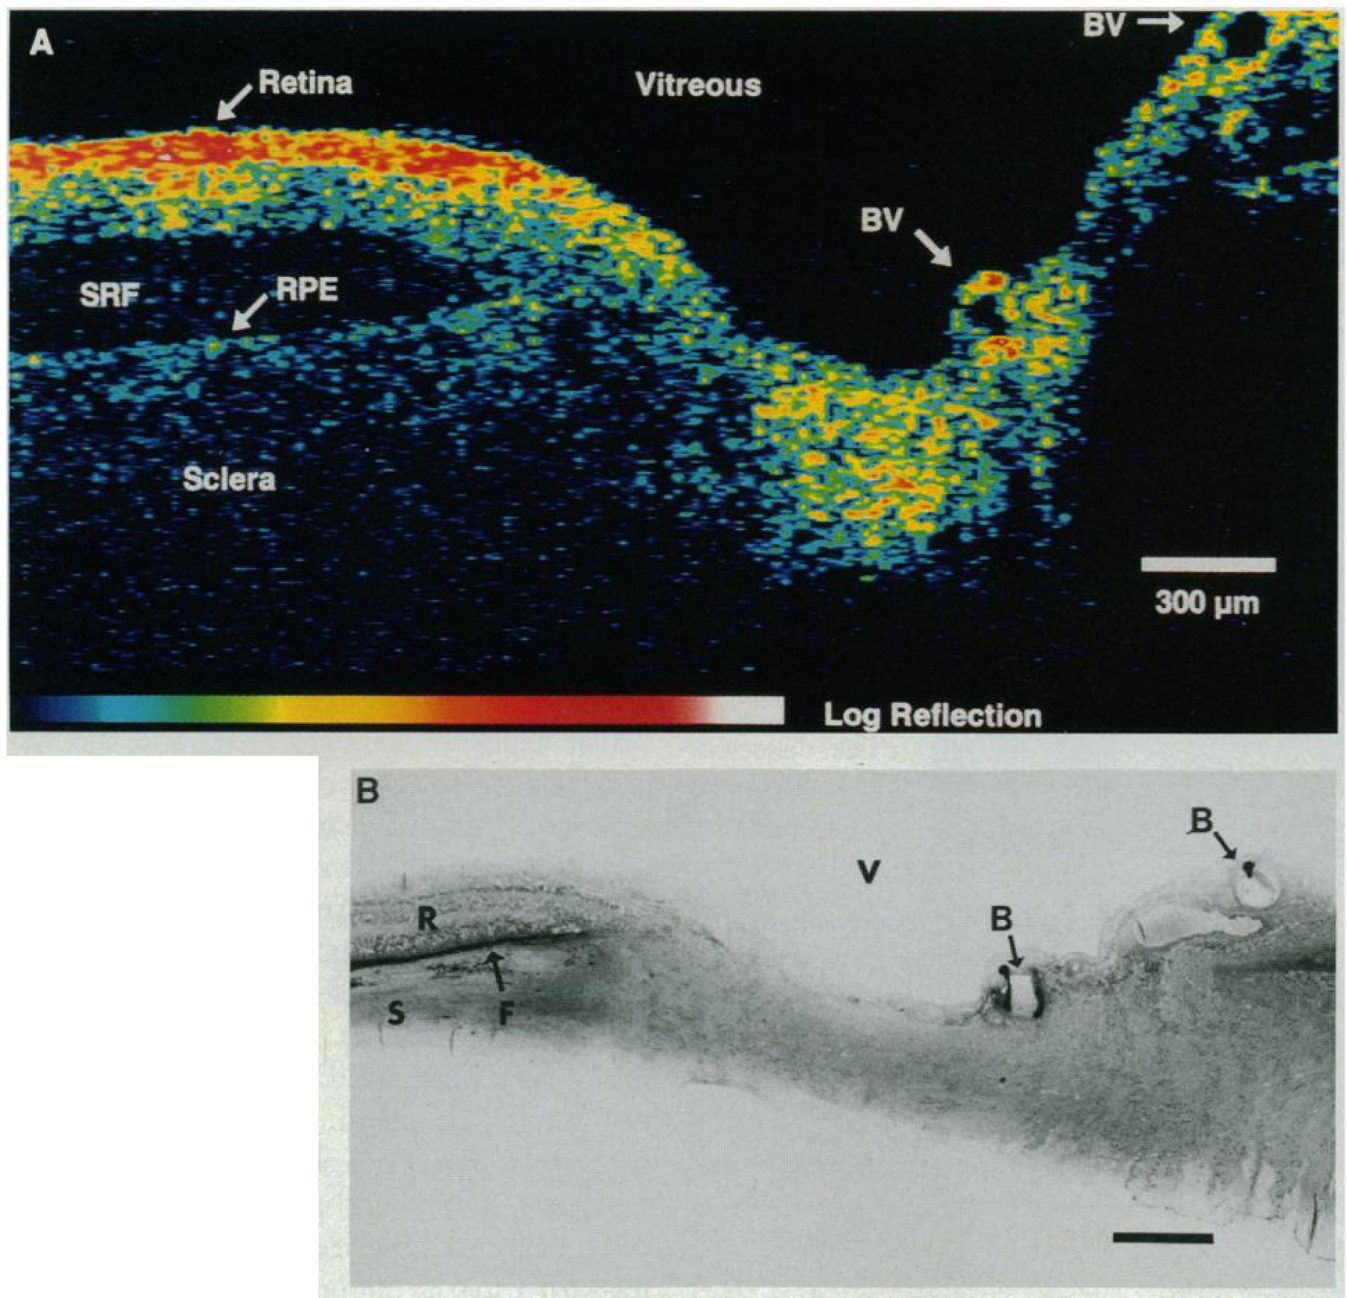 A
BV
Retina
Vitreous
BV
SRF
RPE
Sclera
300 µm
Log Reflection
B
B
V
R
B
S
F